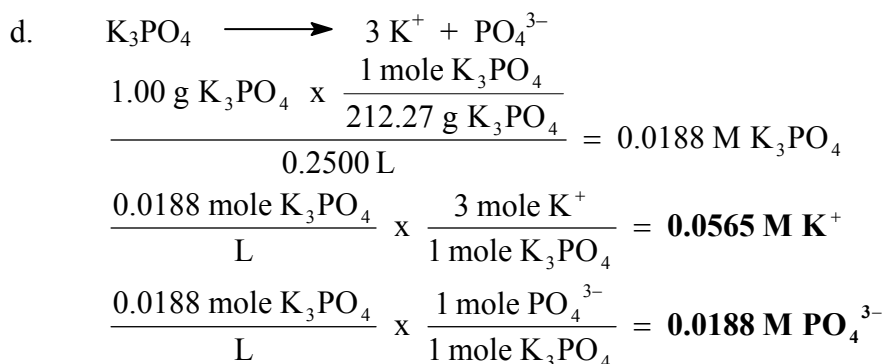 d. K₃PO₄ ⟶ 3 K⁺ + PO₄³⁻
1.00 g K₃PO₄ x 1 mole K₃PO₄ / 212.27 g K₃PO₄
0.2500 L
= 0.0188 M K₃PO₄
0.0188 mole K₃PO₄ / L x 3 mole K⁺ / 1 mole K₃PO₄ = 0.0565 M K⁺
0.0188 mole K₃PO₄ / L x 1 mole PO₄³⁻ / 1 mole K₃PO₄ = 0.0188 M PO₄³⁻